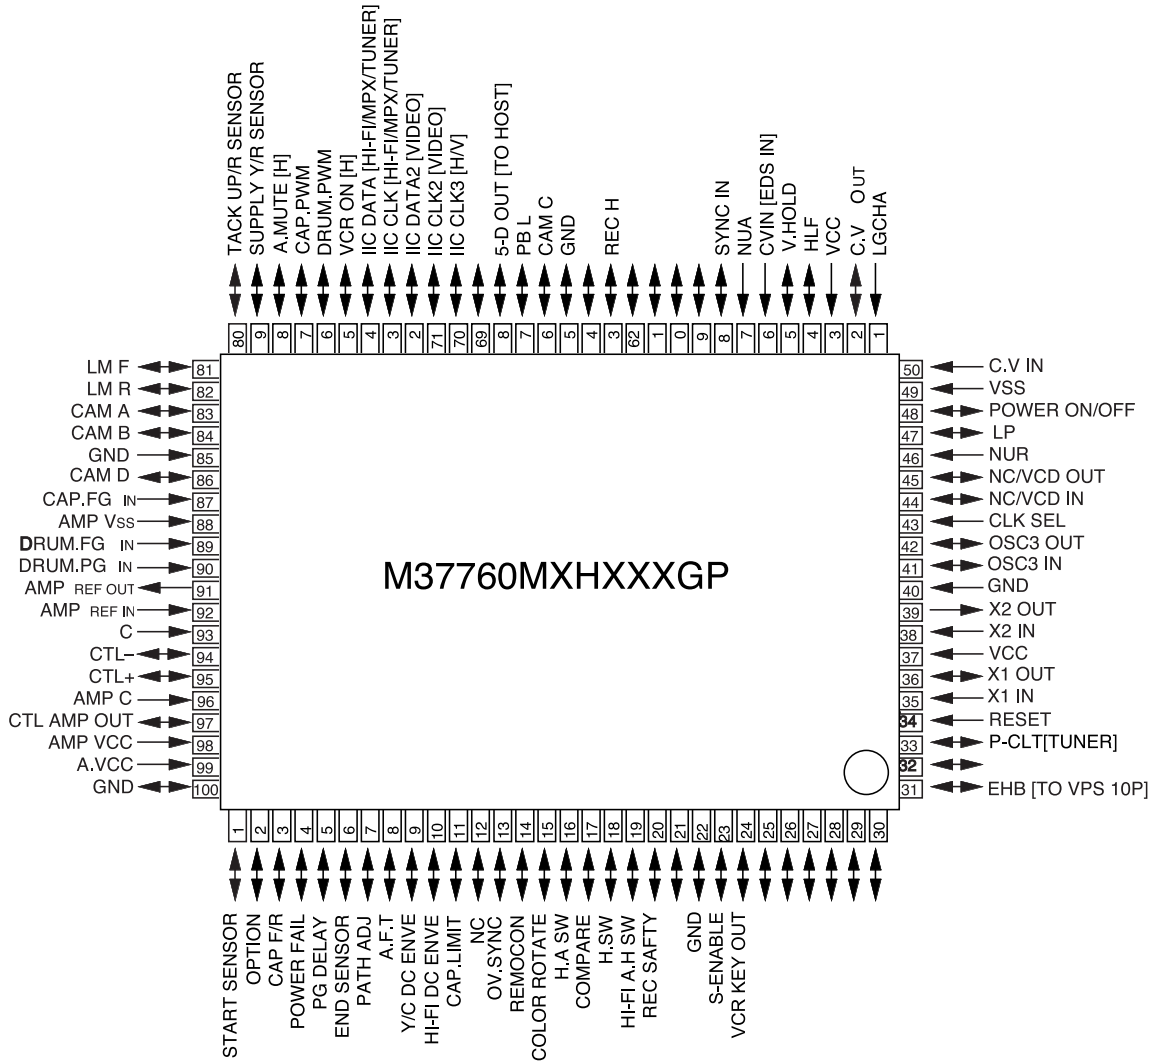 TACK UP/R SENSOR
SUPPLY Y/R SENSOR
A.MUTE [H]
CAP.PWM
DRUM.PWM
VCR ON [H]
IIC DATA [HI-FI/MPX/TUNER]
IIC CLK [HI-FI/MPX/TUNER]
IIC DATA2 [VIDEO]
IIC CLK2 [VIDEO]
IIC CLK3 [H/V]
5-D OUT [TO HOST]
PB L
CAM C
GND
REC H
SYNC IN
NUA
CVIN [EDS IN]
V.HOLD
HLF
VCC
C.V OUT
LGCHA
80 9 8 7 6 5 4 3 2 71 70 69 8 7 6 5 4 3 62 1 0 9 8 7 6 5 4 3 2 1
LM F 81
LM R 82
CAM A 83
CAM B 84
GND 85
CAM D 86
CAP.FG IN 87
AMP VSS 88
DRUM.FG IN 89
DRUM.PG IN 90
AMP REF OUT 91
AMP REF IN 92
C 93
CTL– 94
CTL+ 95
AMP C 96
CTL AMP OUT 97
AMP VCC 98
A.VCC 99
GND 100
M37760MXHXXXGP
50 C.V IN
49 VSS
48 POWER ON/OFF
47 LP
46 NUR
45 NC/VCD OUT
44 NC/VCD IN
43 CLK SEL
42 OSC3 OUT
41 OSC3 IN
40 GND
39 X2 OUT
38 X2 IN
37 VCC
36 X1 OUT
35 X1 IN
34 RESET
33 P-CLT[TUNER]
32
31 EHB [TO VPS 10P]
1 2 3 4 5 6 7 8 9 10 11 12 13 14 15 16 17 18 19 20 21 22 23 24 25 26 27 28 29 30
START SENSOR
OPTION
CAP F/R
POWER FAIL
PG DELAY
END SENSOR
PATH ADJ
A.F.T
Y/C DC ENVE
HI-FI DC ENVE
CAP.LIMIT
NC
OV.SYNC
REMOCON
COLOR ROTATE
H.A SW
COMPARE
H.SW
HI-FI A.H SW
REC SAFTY
GND
S-ENABLE
VCR KEY OUT